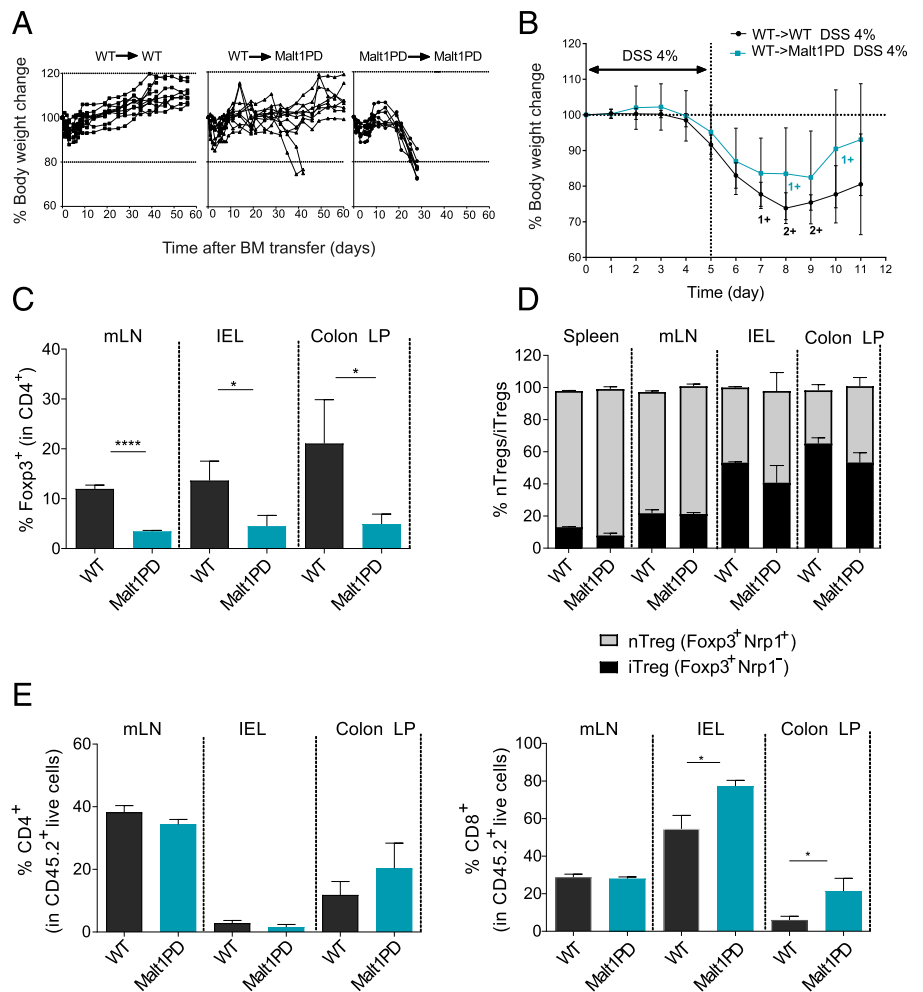 A
WT→WT
WT→Malt1PD
Malt1PD→Malt1PD
% Body weight change
120
100
80
60
0 10 20 30 40 50 60
0 10 20 30 40 50 60
0 10 20 30 40 50 60
Time after BM transfer (days)
B
WT->WT DSS 4%
WT->Malt1PD DSS 4%
DSS 4%
% Body weight change
120
110
100
90
80
70
60
1+
2+
2+
1+
1+
0 1 2 3 4 5 6 7 8 9 10 11 12
Time (day)
C
mLN IEL Colon LP
% Foxp3+ (in CD4+)
40
30
20
10
0
****
*
*
WT Malt1PD WT Malt1PD WT Malt1PD
D
Spleen mLN IEL Colon LP
% nTregs/iTregs
120
100
80
60
40
20
0
WT Malt1PD WT Malt1PD WT Malt1PD WT Malt1PD
nTreg (Foxp3+Nrp1+)
iTreg (Foxp3+Nrp1−)
E
mLN IEL Colon LP
% CD4+
(in CD45.2+ live cells)
60
40
20
0
WT Malt1PD WT Malt1PD WT Malt1PD
mLN IEL Colon LP
% CD8+
(in CD45.2+ live cells)
100
80
60
40
20
0
*
*
WT Malt1PD WT Malt1PD WT Malt1PD